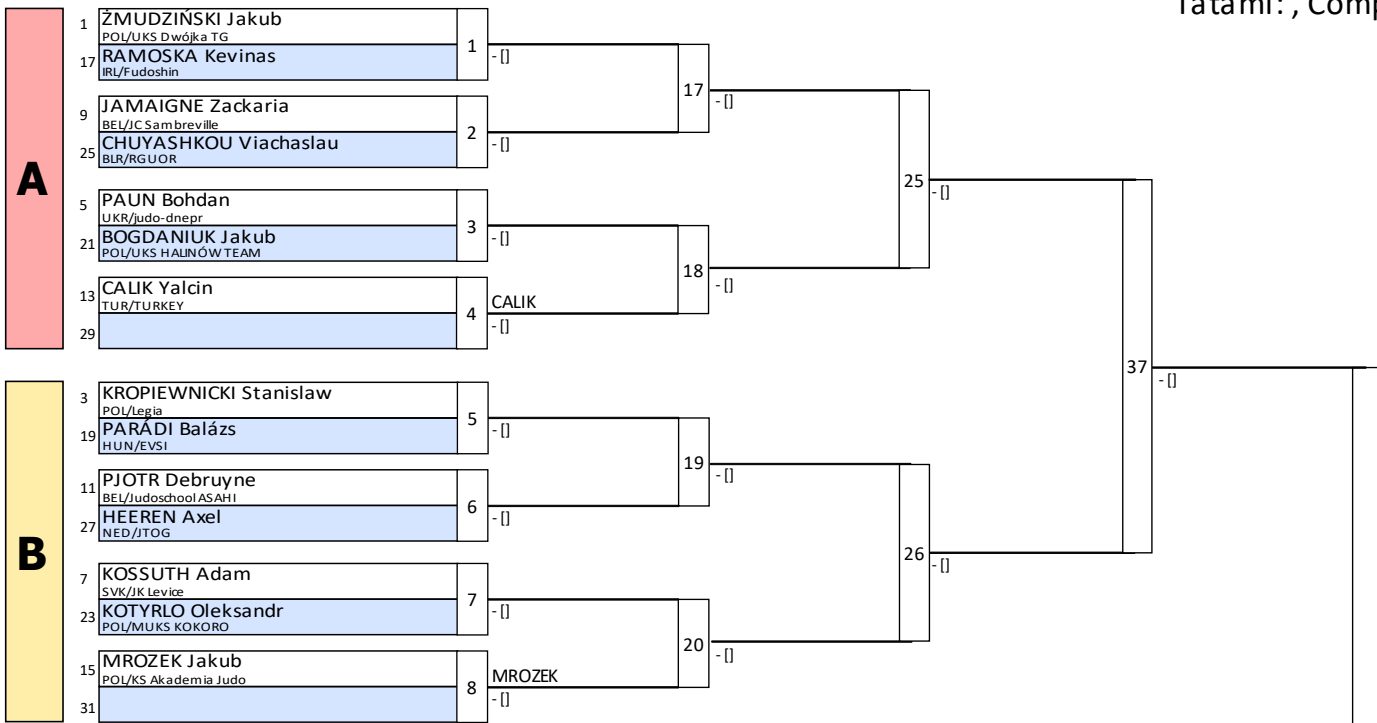 Tatami: , Comp
A
1 ŻMUDZIŃSKI Jakub
POL/UKS Dwójka TG
17 RAMOSKA Kevinas
IRL/Fudoshin
1
- []
9 JAMAIGNE Zackaria
BEL/JC Sambreville
25 CHUYASHKOU Viachaslau
BLR/RGUOR
2
- []
17
- []
5 PAUN Bohdan
UKR/judo-dnepr
21 BOGDANIUK Jakub
POL/UKS HALINÓW TEAM
3
- []
13 CALIK Yalcin
TUR/TURKEY
29
4
CALIK
- []
18
- []
25
- []
B
3 KROPIEWNICKI Stanislaw
POL/Legia
19 PARÁDI Balázs
HUN/EVSI
5
- []
11 PJOTR Debruyne
BEL/Judoschool ASAHI
27 HEEREN Axel
NED/JTOG
6
- []
19
- []
7 KOSSUTH Adam
SVK/JK Levice
23 KOTYRLO Oleksandr
POL/MUKS KOKORO
7
- []
15 MROZEK Jakub
POL/KS Akademia Judo
31
8
MROZEK
- []
20
- []
26
- []
37
- []